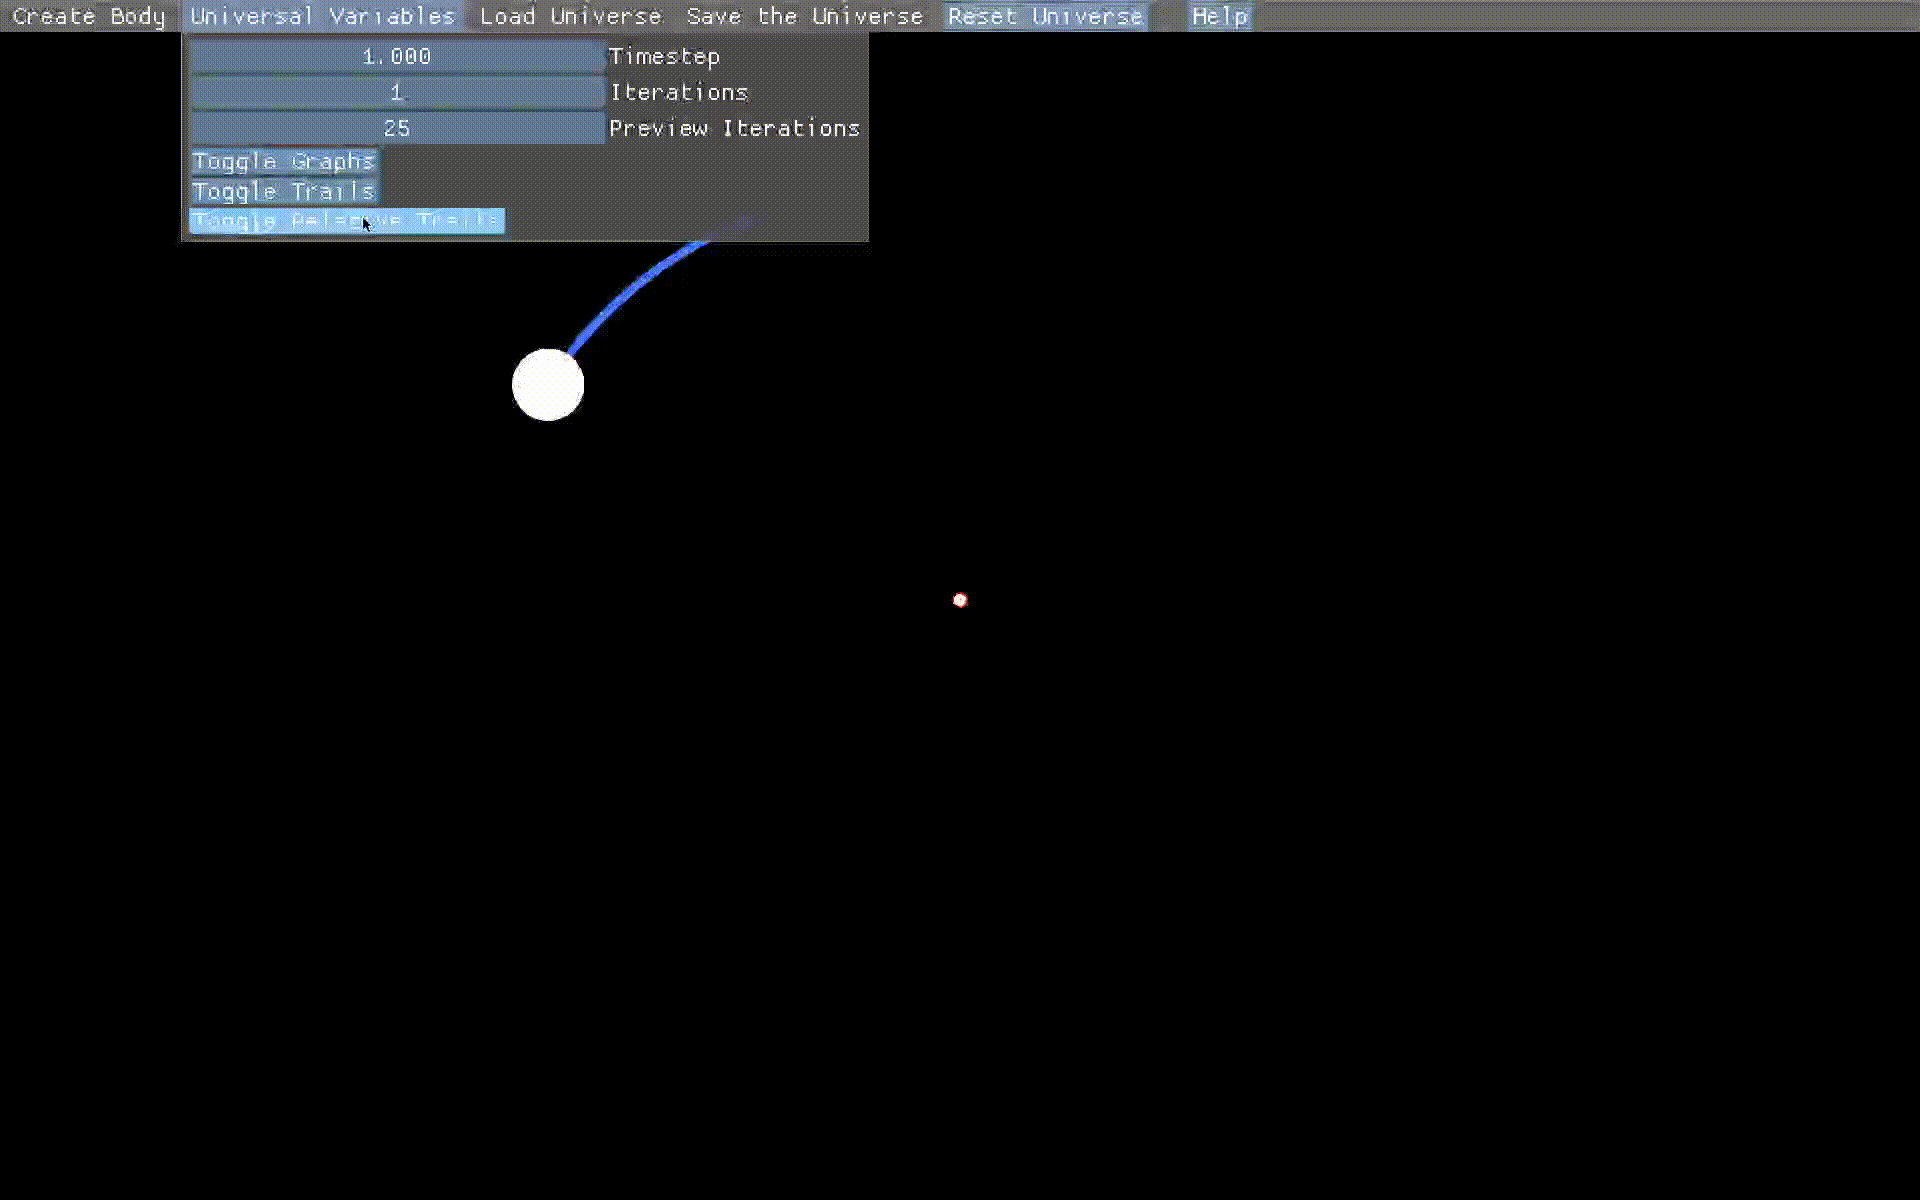 Create Body Universal Variables Load Universe Save the Universe Reset Universe Help
1.000 Timestep
1 Iterations
25 Preview Iterations
Toggle Graphs
Toggle Trails
Toggle Trails